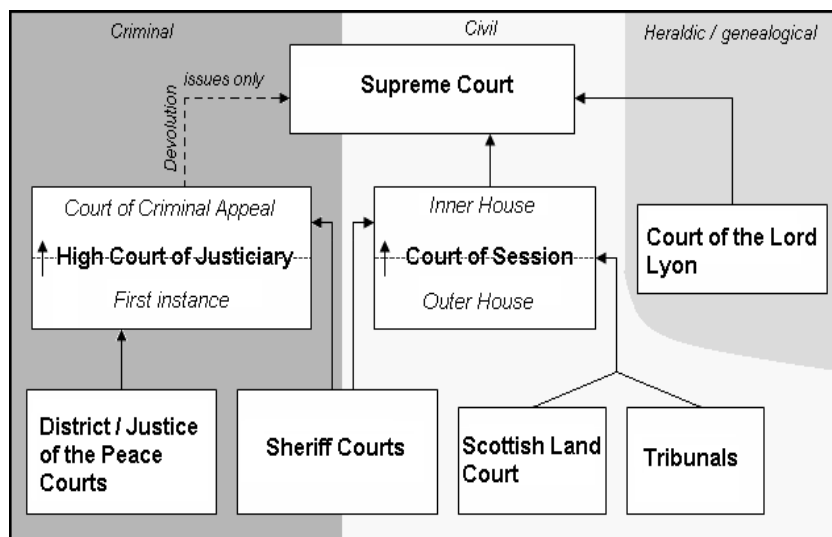 Criminal
Civil
Heraldic / genealogical
issues only
Devolution
Supreme Court
Court of Criminal Appeal
High Court of Justiciary
First instance
Inner House
Court of Session
Outer House
Court of the Lord
Lyon
District / Justice
of the Peace
Courts
Sheriff Courts
Scottish Land
Court
Tribunals